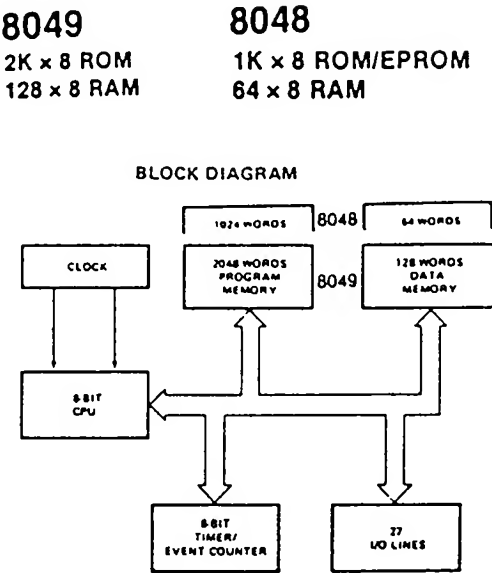 8049 8048
2K x 8 ROM 1K x 8 ROM/EPROM
128 x 8 RAM 64 x 8 RAM
BLOCK DIAGRAM
1024 WORDS 8048 64 WORDS
CLOCK
2048 WORDS
PROGRAM
MEMORY
8049
128 WORDS
DATA
MEMORY
8-BIT
CPU
8-BIT
TIMER/
EVENT COUNTER
27
I/O LINES